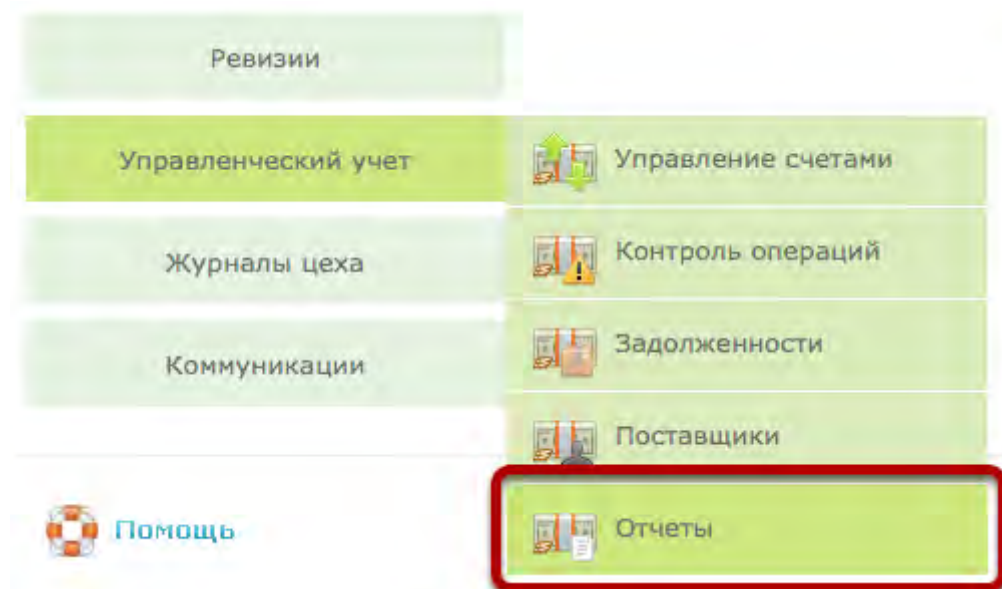 Ревизии
Управленческий учет
Управление счетами
Контроль операций
Журналы цеха
Задолженности
Коммуникации
Поставщики
Отчеты
Помощь